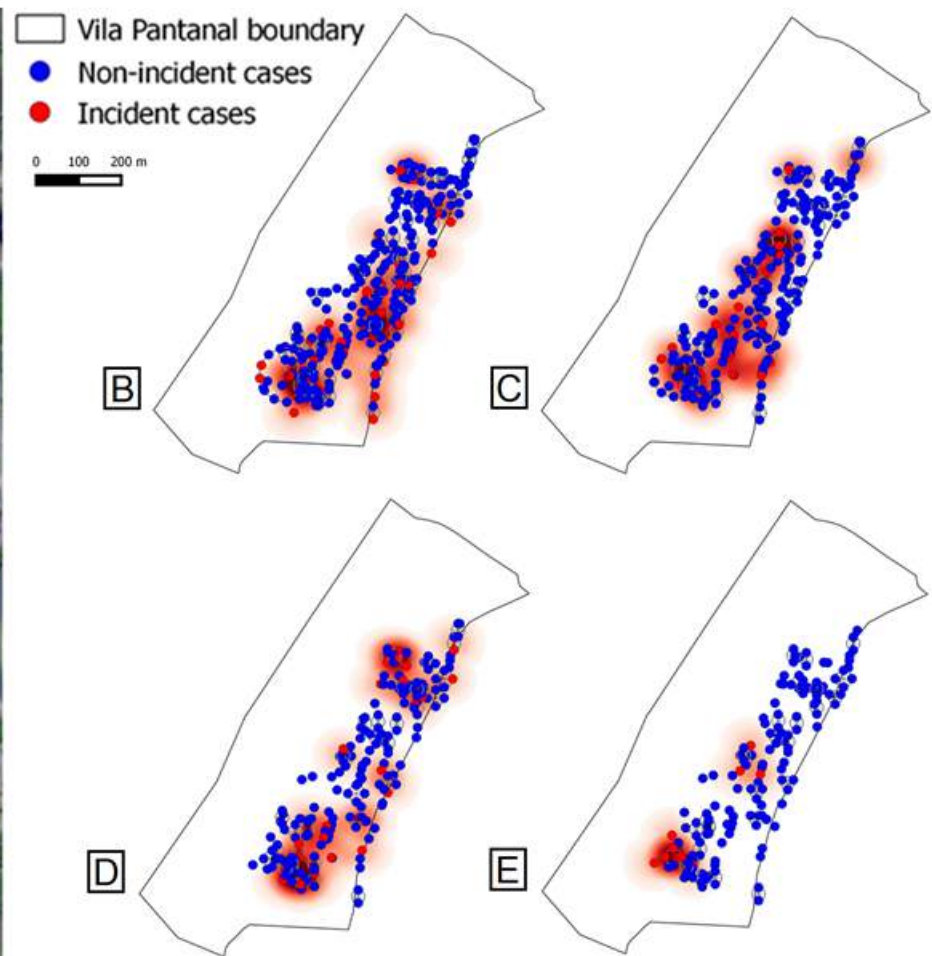 Vila Pantanal boundary
Non-incident cases
Incident cases
0 100 200 m
B
C
D
E